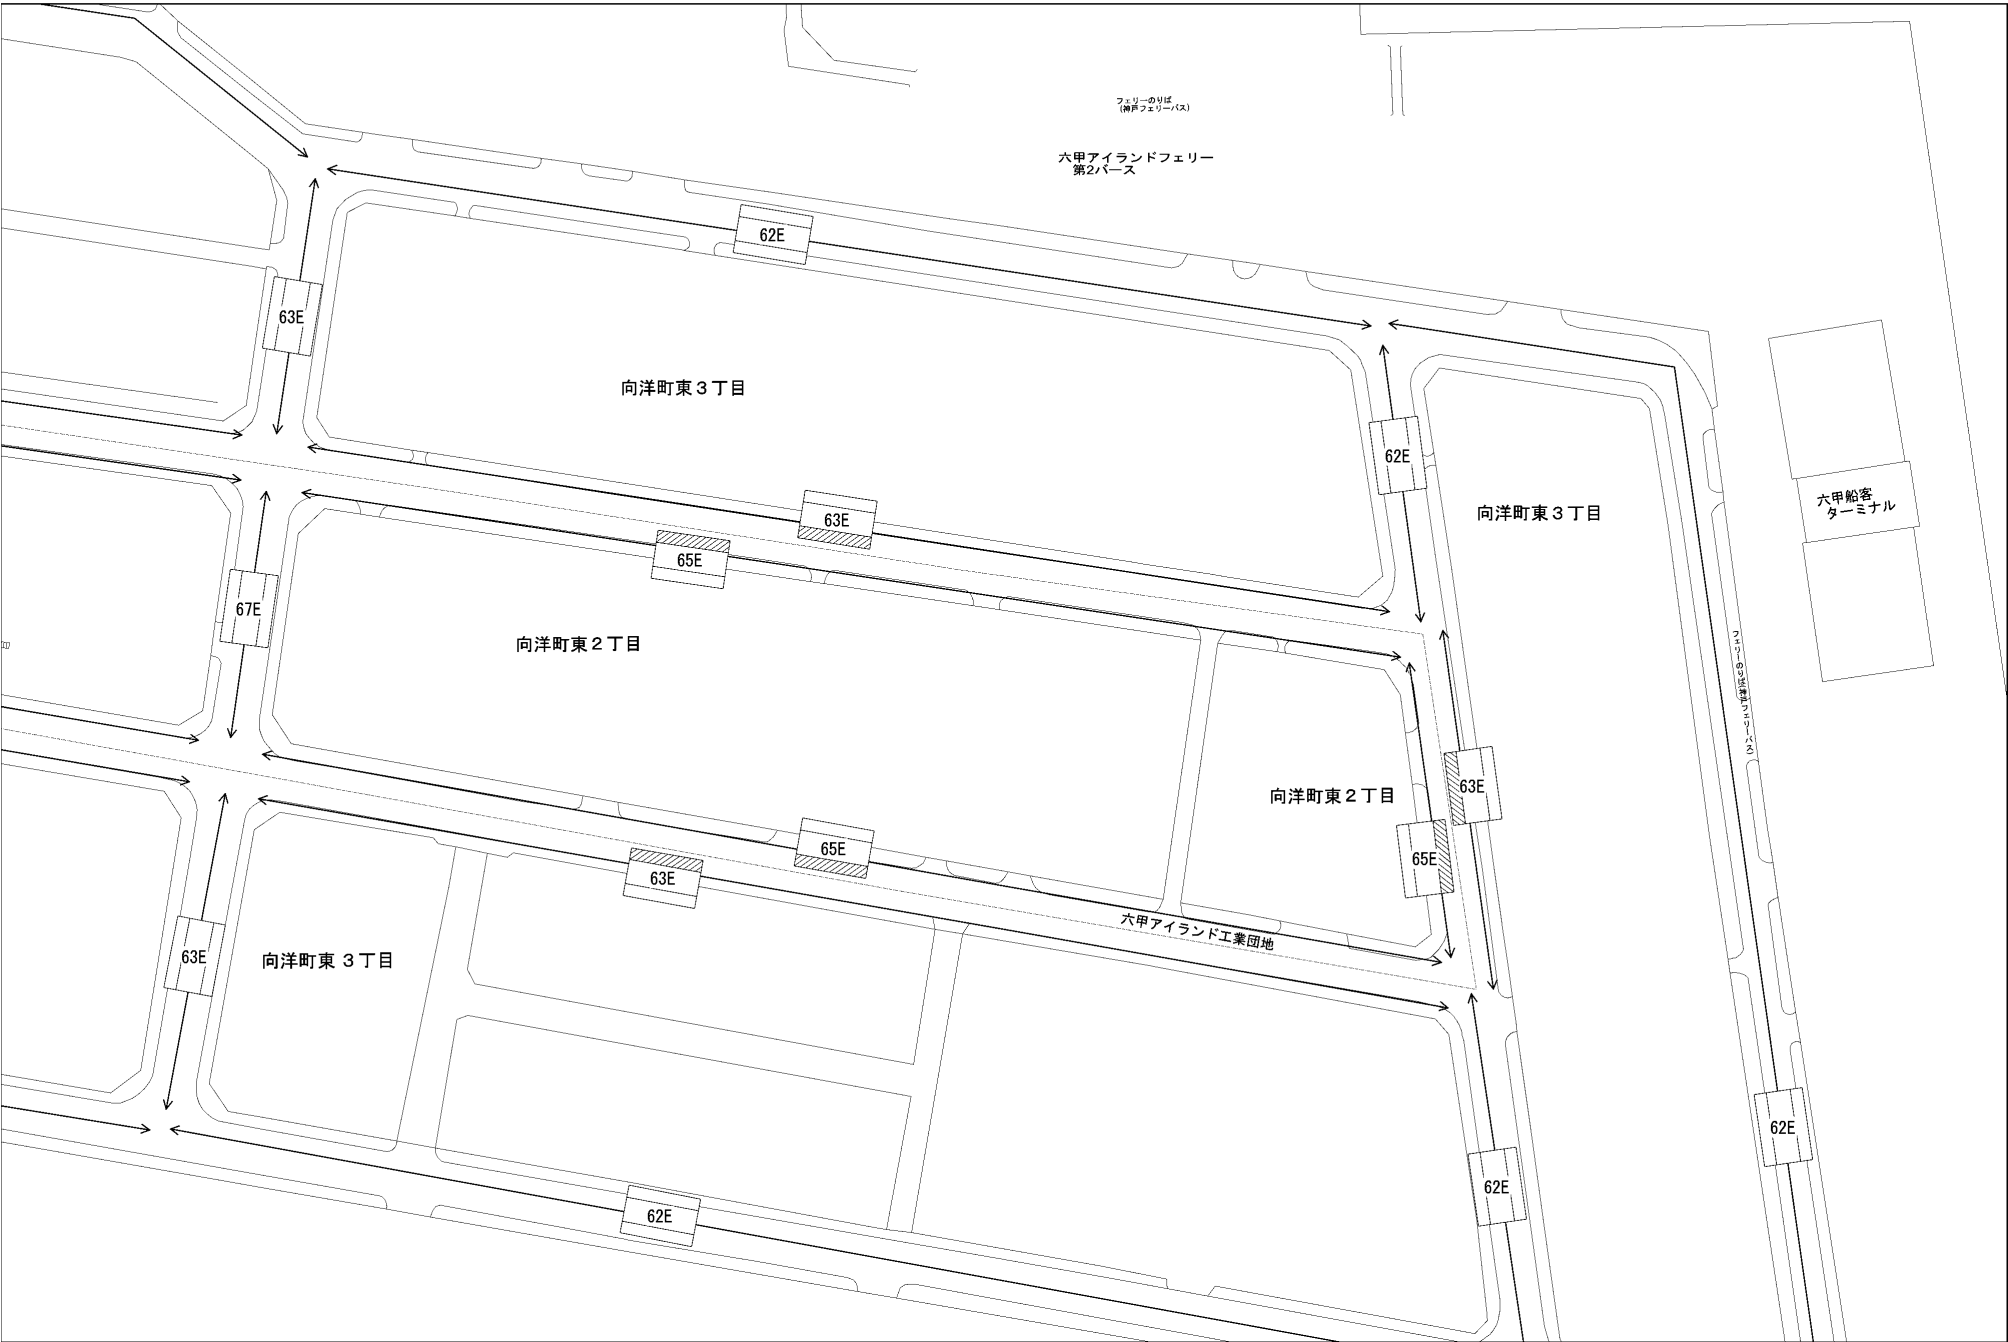 フェリーのりば
(神戸フェリーバス)
六甲アイランドフェリー
第2バース
62E
63E
向洋町東３丁目
62E
六甲船客
ターミナル
向洋町東３丁目
63E
65E
67E
向洋町東２丁目
フェリーのりば(神戸フェリーバス)
63E
向洋町東２丁目
65E
65E
63E
六甲アイランド工業団地
63E
向洋町東３丁目
62E
62E
62E